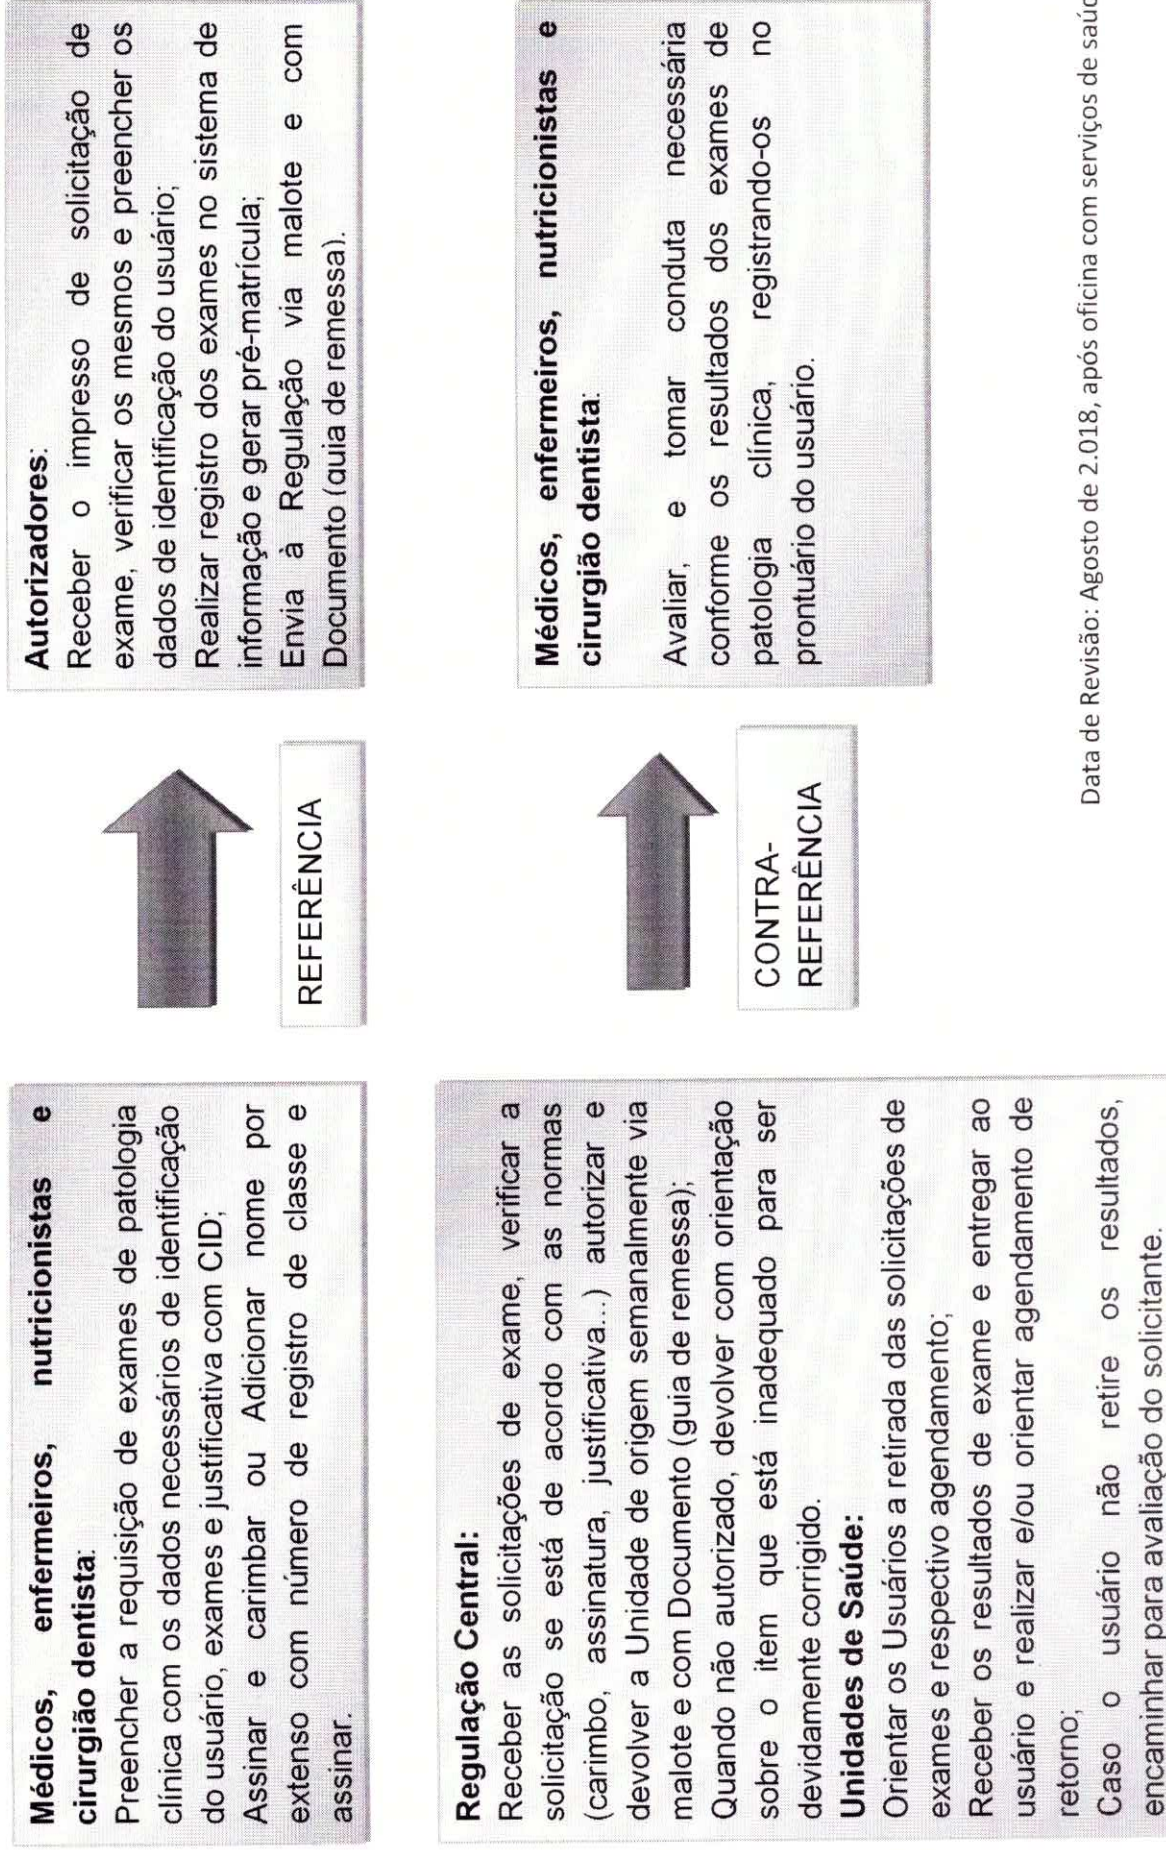 Médicos, enfermeiros, nutricionistas e
cirurgião dentista:
Preencher a requisição de exames de patologia
clínica com os dados necessários de identificação
do usuário, exames e justificativa com CID;
Assinar e carimbar ou Adicionar nome por
extenso com número de registro de classe e
assinar.
REFERÊNCIA
Autorizadores:
Receber o impresso de solicitação de
exame, verificar os mesmos e preencher os
dados de identificação do usuário;
Realizar registro dos exames no sistema de
informação e gerar pré-matrícula;
Envia à Regulação via malote e com
Documento (guia de remessa).
Regulação Central:
Receber as solicitações de exame, verificar a
solicitação se está de acordo com as normas
(carimbo, assinatura, justificativa...) autorizar e
devolver a Unidade de origem semanalmente via
malote e com Documento (guia de remessa);
Quando não autorizado, devolver com orientação
sobre o item que está inadequado para ser
devidamente corrigido.
Unidades de Saúde:
Orientar os Usuários a retirada das solicitações de
exames e respectivo agendamento;
Receber os resultados de exame e entregar ao
usuário e realizar e/ou orientar agendamento de
retorno;
Caso o usuário não retire os resultados,
encaminhar para avaliação do solicitante.
CONTRA-
REFERÊNCIA
Médicos, enfermeiros, nutricionistas e
cirurgião dentista:
Avaliar, e tomar conduta necessária
conforme os resultados dos exames de
patologia clínica, registrando-os no
prontuário do usuário.
Data de Revisão: Agosto de 2.018, após oficina com serviços de saúd